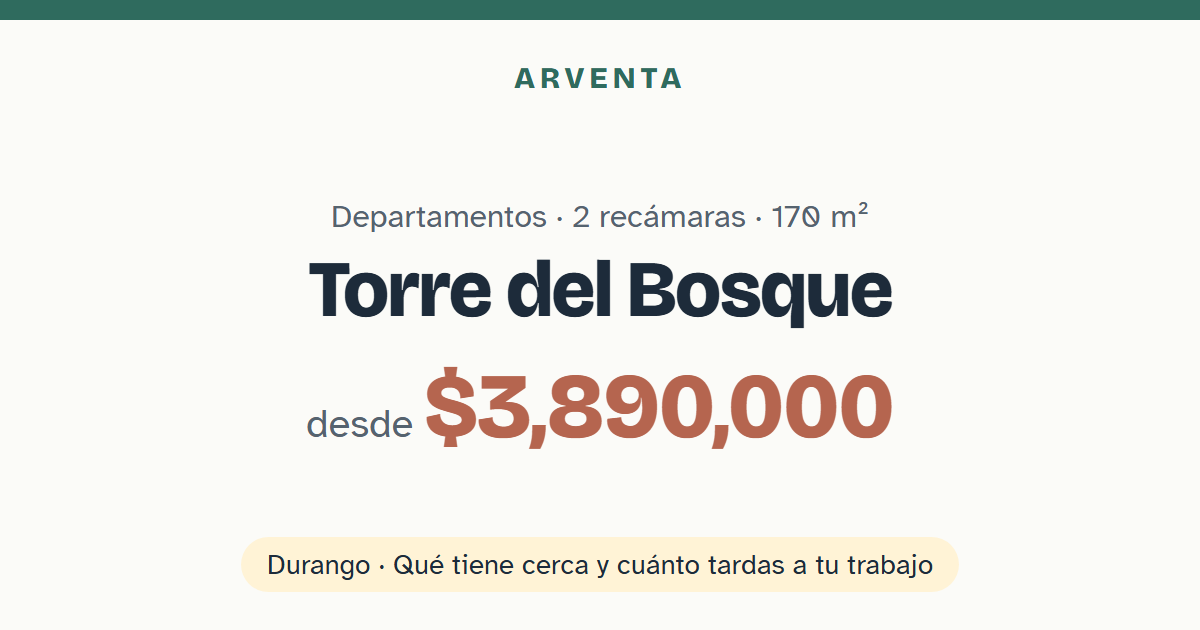 ARVENTA
Departamentos · 2 recámaras · 170 m²
Torre del Bosque
desde $3,890,000
Durango · Qué tiene cerca y cuánto tardas a tu trabajo